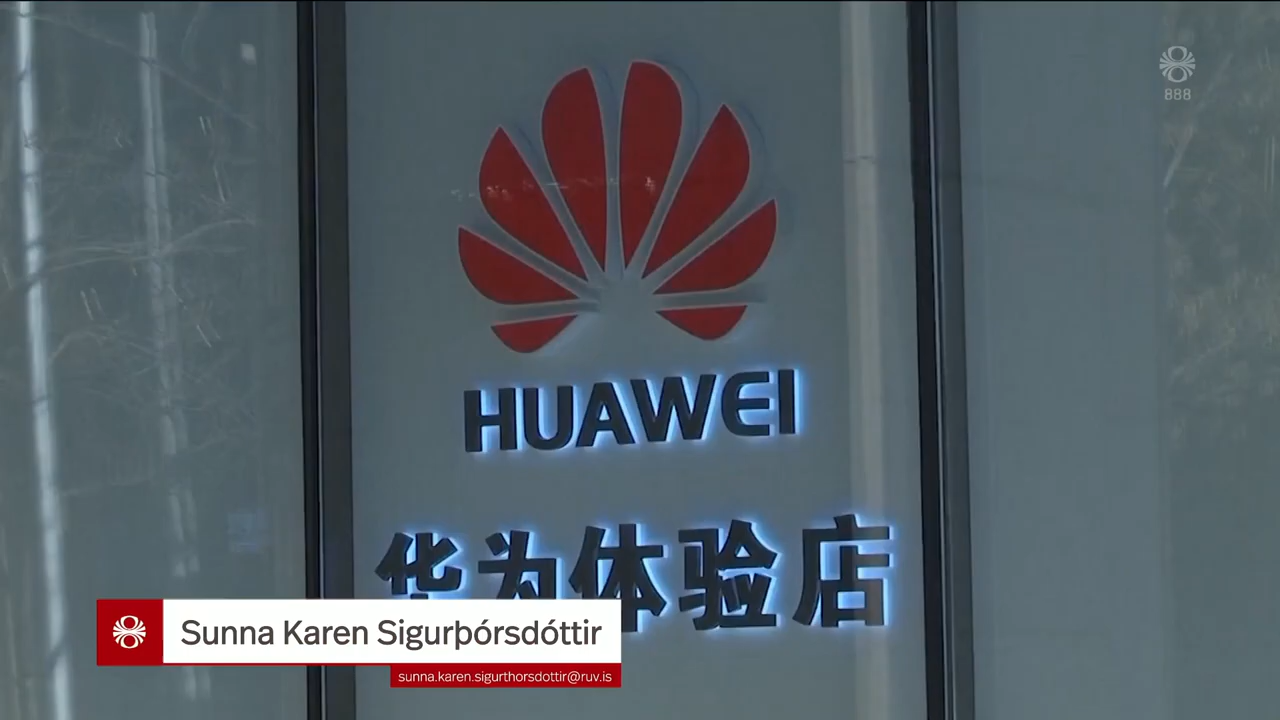 888
HUAWEI
华为体验店
Sunna Karen Sigurþórsdóttir
sunna.karen.sigurthorsdottir@ruv.is